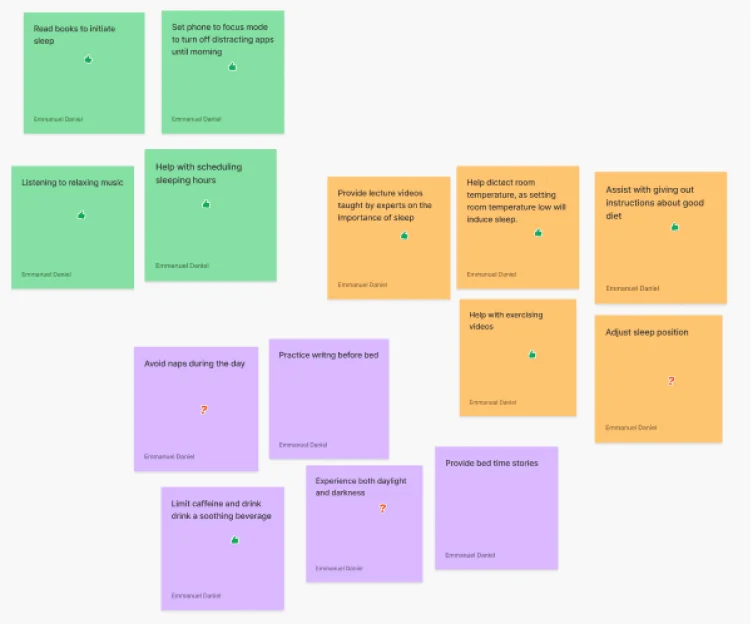 Read books to initiate
sleep
Emmanuel Daniel
Set phone to focus mode
to turn off distracting apps
until morning
Emmanuel Daniel
Listening to relaxing music
Emmanuel Daniel
Help with scheduling
sleeping hours
Emmanuel Daniel
Provide lecture videos
taught by experts on the
importance of sleep
Emmanuel Daniel
Help dictect room
temperature, as setting
room temperature low will
induce sleep.
Emmanuel Daniel
Assist with giving out
instructions about good
diet
Emmanuel Daniel
Help with exercising
videos
Emmanuel Daniel
Adjust sleep position
?
Emmanuel Daniel
Avoid naps during the day
?
Emmanuel Daniel
Practice writng before bed
Emmanuel Daniel
Limit caffeine and drink
drink a soothing beverage
Emmanuel Daniel
Experience both daylight
and darkness
?
Emmanuel Daniel
Provide bed time stories
Emmanuel Daniel